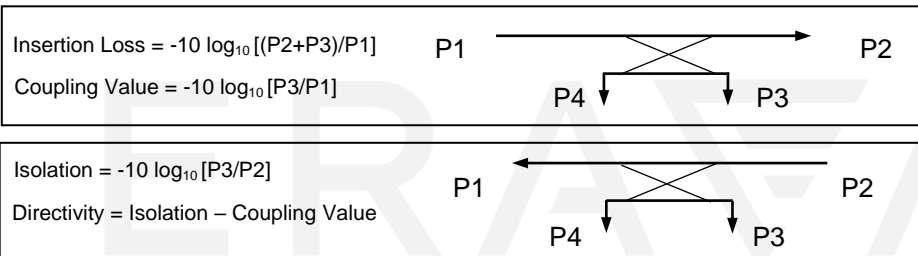 Insertion Loss = -10 log₁₀ [(P2+P3)/P1]
Coupling Value = -10 log₁₀ [P3/P1]
P1
P2
P4
P3
Isolation = -10 log₁₀ [P3/P2]
Directivity = Isolation – Coupling Value
P1
P2
P4
P3